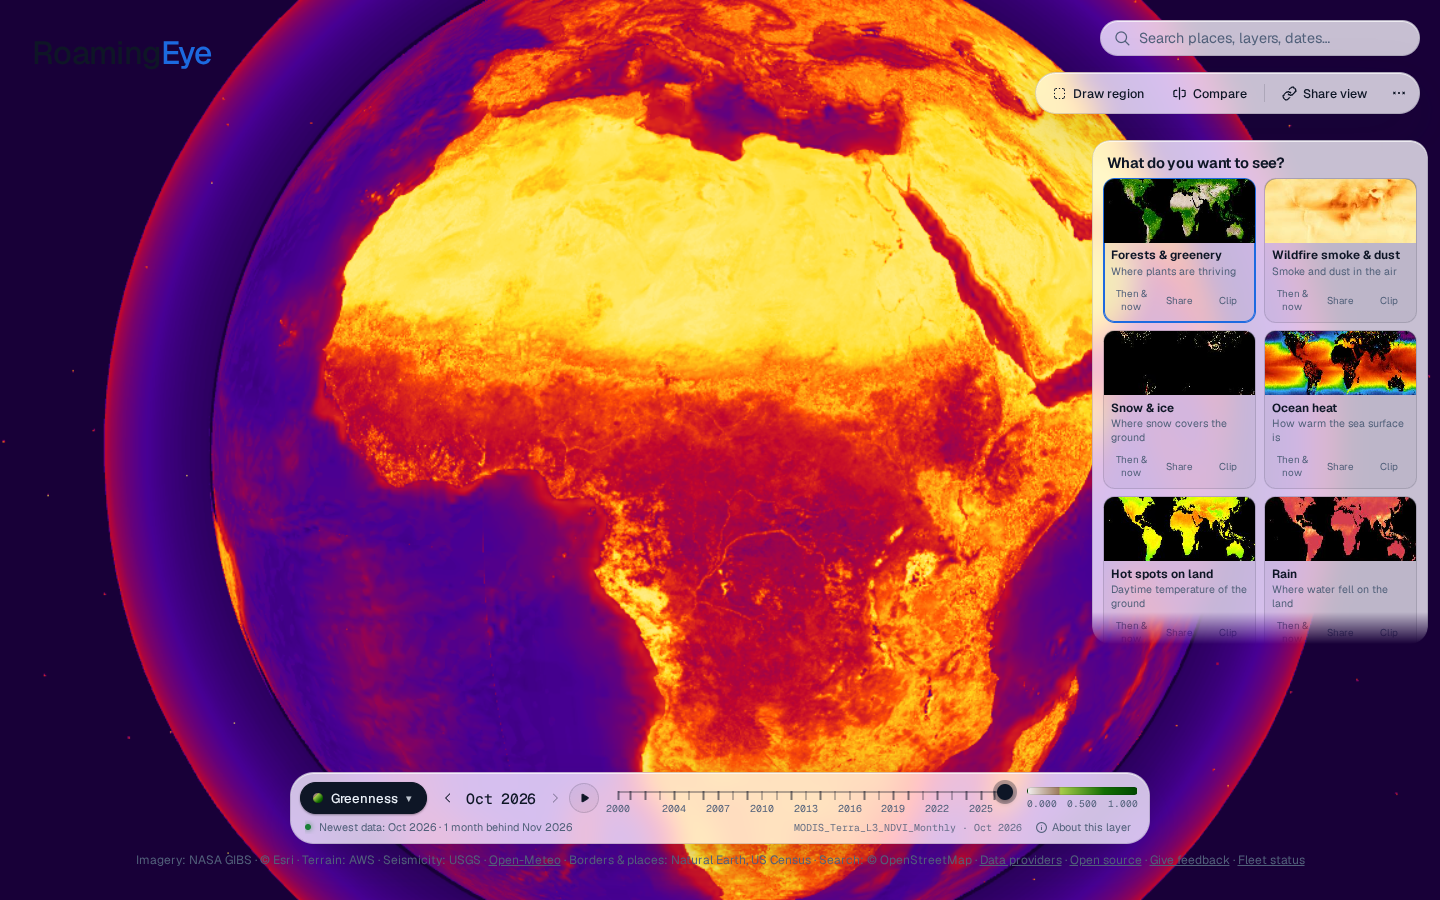 RoamingEye
Search places, layers, dates...
Draw region
Compare
Share view
What do you want to see?
Forests & greenery
Where plants are thriving
Then & now
Share
Clip
Wildfire smoke & dust
Smoke and dust in the air
Then & now
Share
Clip
Snow & ice
Where snow covers the ground
Then & now
Share
Clip
Ocean heat
How warm the sea surface is
Then & now
Share
Clip
Hot spots on land
Daytime temperature of the ground
Then &
Share
Clip
Rain
Where water fell on the land
Then &
Share
Clip
Greenness
Oct 2026
2000 2004 2007 2010 2013 2016 2019 2022 2025
0.000 0.500 1.000
Newest data: Oct 2026 · 1 month behind Nov 2026
MODIS_Terra_L3_NDVI_Monthly · Oct 2026
About this layer
Imagery: NASA GIBS · © Esri · Terrain: AWS · Seismicity: USGS · Open-Meteo · Borders & places: Natural Earth, US Census · Search: © OpenStreetMap · Data providers · Open source · Give feedback · Fleet status